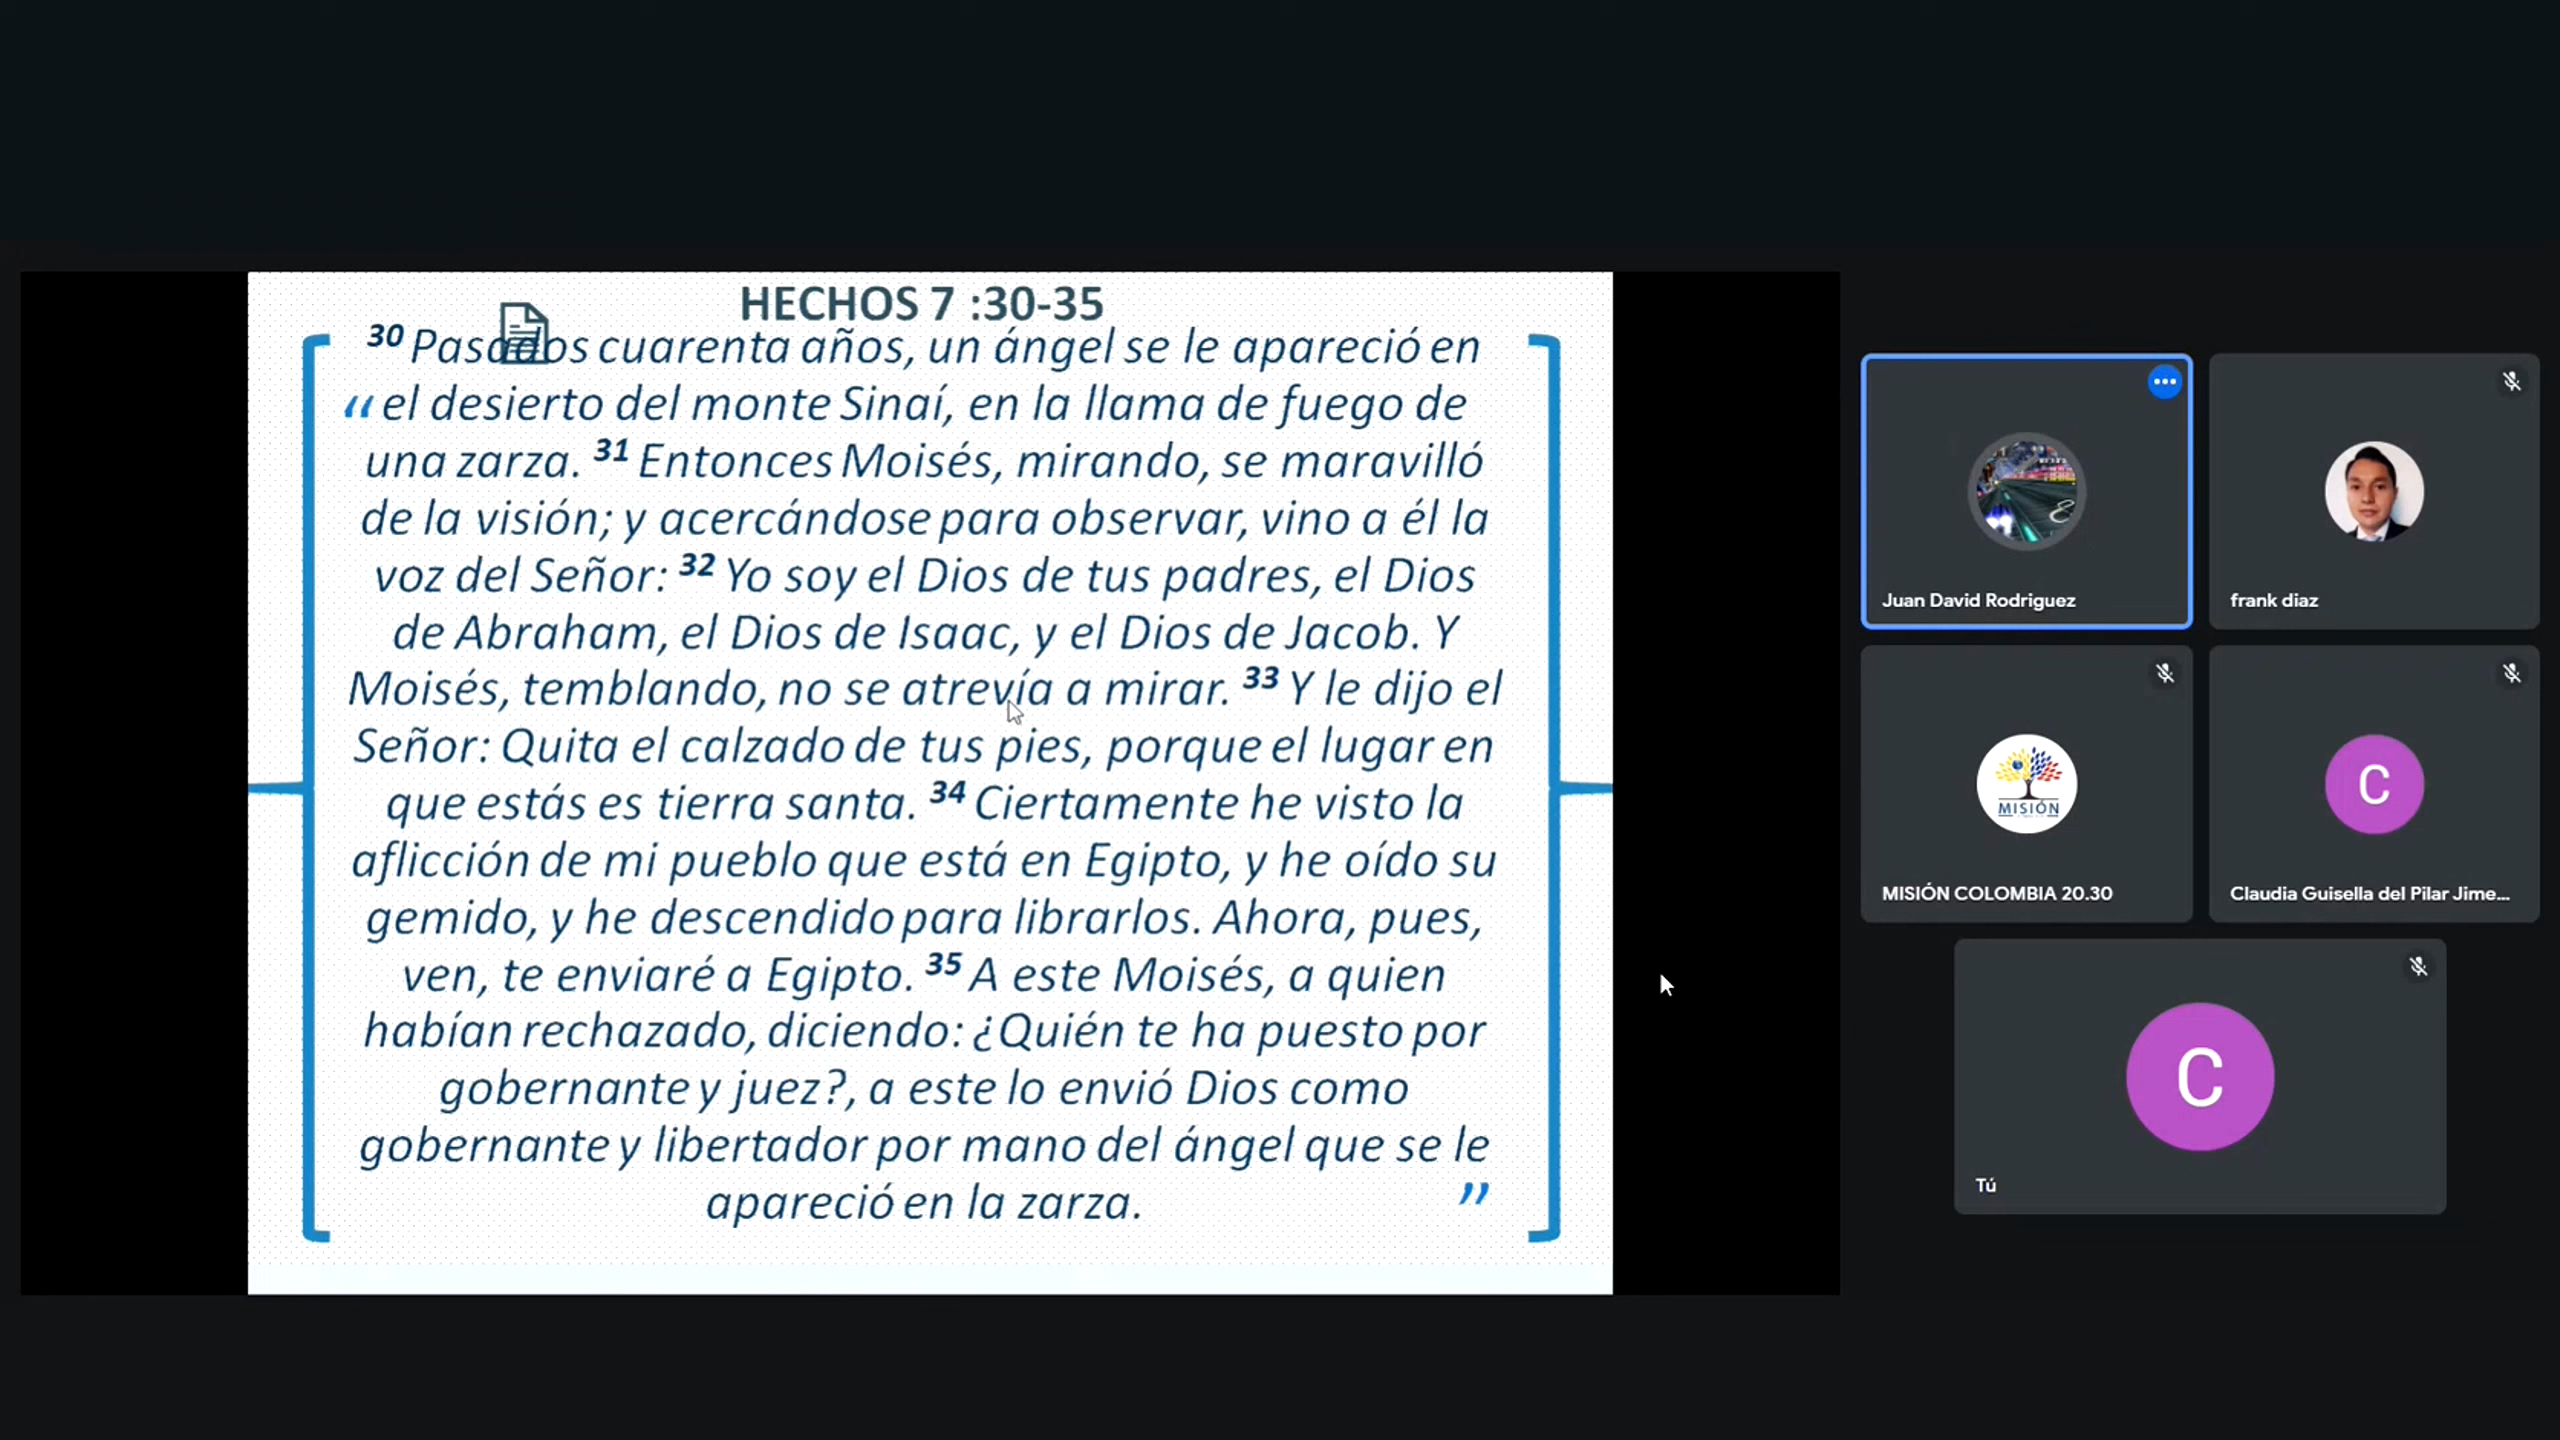 HECHOS 7 :30-35
30 Pasados cuarenta años, un ángel se le apareció en
“ el desierto del monte Sinaí, en la llama de fuego de
una zarza. 31 Entonces Moisés, mirando, se maravilló
de la visión; y acercándose para observar, vino a él la
voz del Señor: 32 Yo soy el Dios de tus padres, el Dios
de Abraham, el Dios de Isaac, y el Dios de Jacob. Y
Moisés, temblando, no se atrevía a mirar. 33 Y le dijo el
Señor: Quita el calzado de tus pies, porque el lugar en
que estás es tierra santa. 34 Ciertamente he visto la
aflicción de mi pueblo que está en Egipto, y he oído su
gemido, y he descendido para librarlos. Ahora, pues,
ven, te enviaré a Egipto. 35 A este Moisés, a quien
habían rechazado, diciendo: ¿Quién te ha puesto por
gobernante y juez?, a este lo envió Dios como
gobernante y libertador por mano del ángel que se le
apareció en la zarza. ”
Juan David Rodriguez
frank diaz
MISIÓN
MISIÓN COLOMBIA 20.30
C
Claudia Guisella del Pilar Jime...
C
Tú